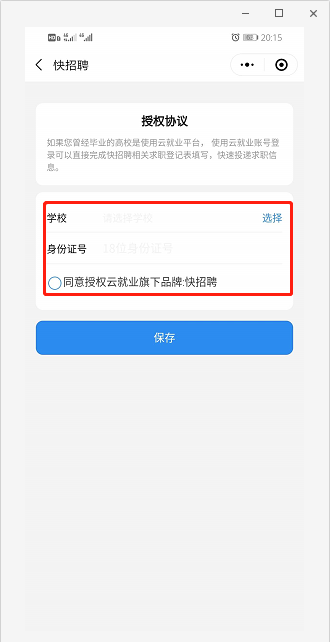 20:15
快招聘
授权协议
如果您曾经毕业的高校是使用云就业平台， 使用云就业账号登
录可以直接完成快招聘相关求职登记表填写，快速投递求职信
息。
学校 请选择学校 选择
身份证号 18位身份证号
同意授权云就业旗下品牌:快招聘
保存